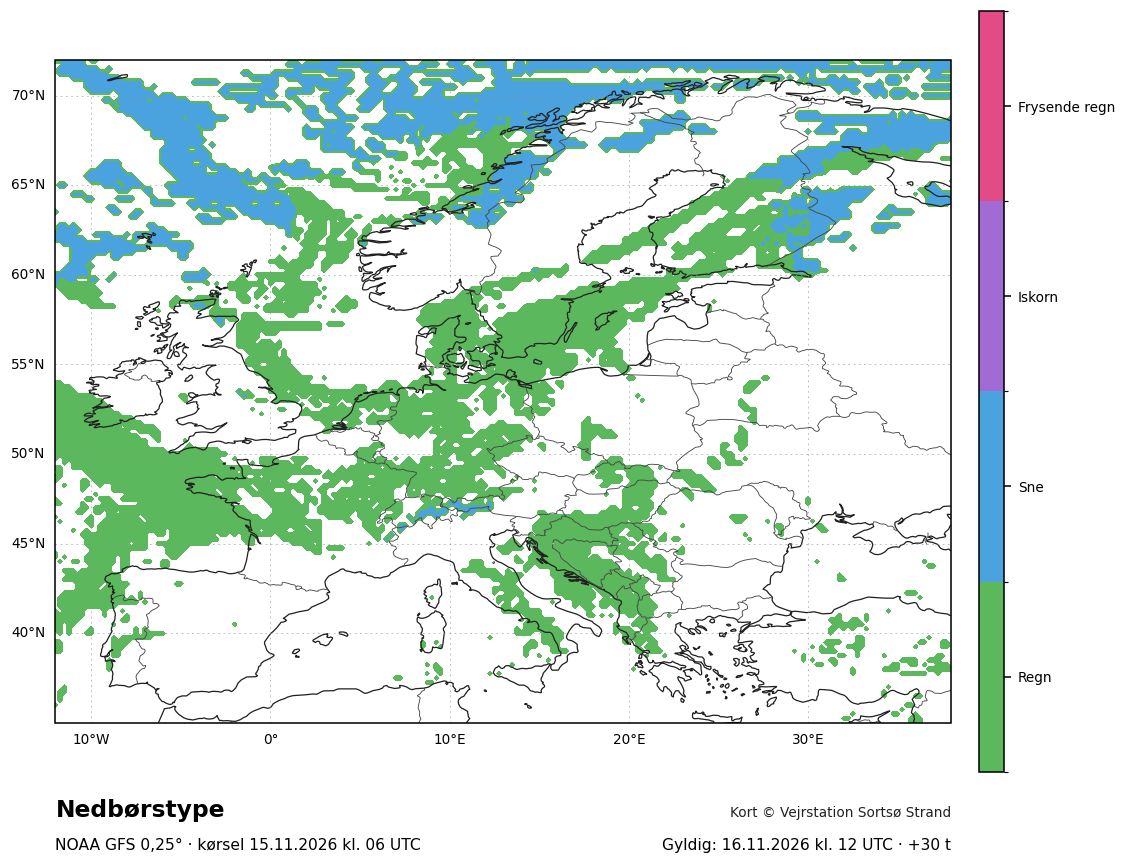 70°N
65°N
60°N
55°N
50°N
45°N
40°N
10°W
0°
10°E
20°E
30°E
Frysende regn
Iskorn
Sne
Regn
Nedbørstype
Kort © Vejrstation Sortsø Strand
NOAA GFS 0,25° · kørsel 15.11.2026 kl. 06 UTC
Gyldig: 16.11.2026 kl. 12 UTC · +30 t